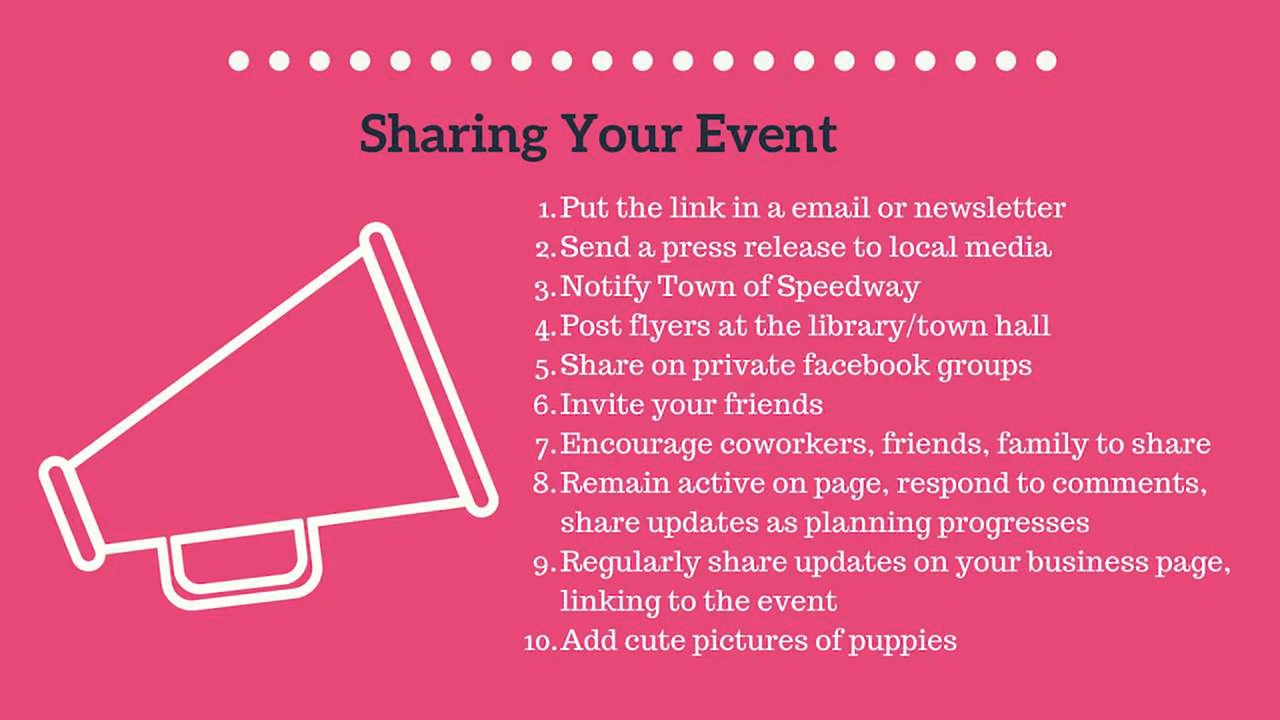 Sharing Your Event
1. Put the link in a email or newsletter
2. Send a press release to local media
3. Notify Town of Speedway
4. Post flyers at the library/town hall
5. Share on private facebook groups
6. Invite your friends
7. Encourage coworkers, friends, family to share
8. Remain active on page, respond to comments,
share updates as planning progresses
9. Regularly share updates on your business page,
linking to the event
10. Add cute pictures of puppies